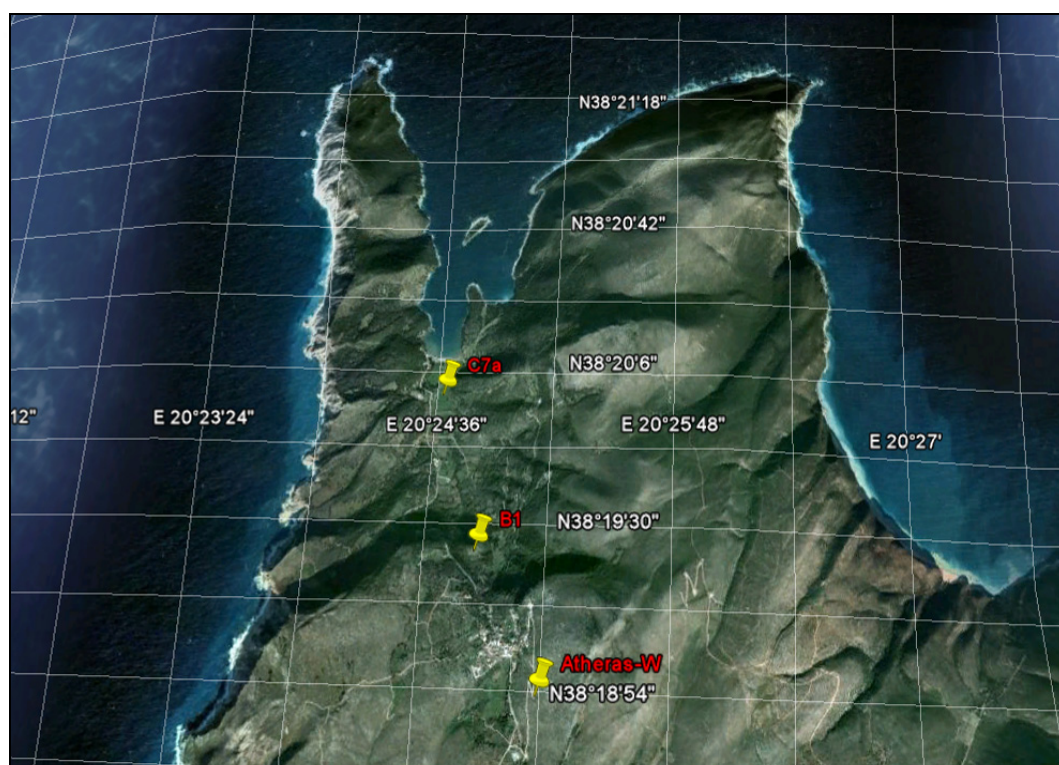 N38°21'18"
N38°20'42"
C7a
N38°20'6"
12"
E 20°23'24"
E 20°24'36"
E 20°25'48"
E 20°27'
B1
N38°19'30"
Atheras-W
N38°18'54"